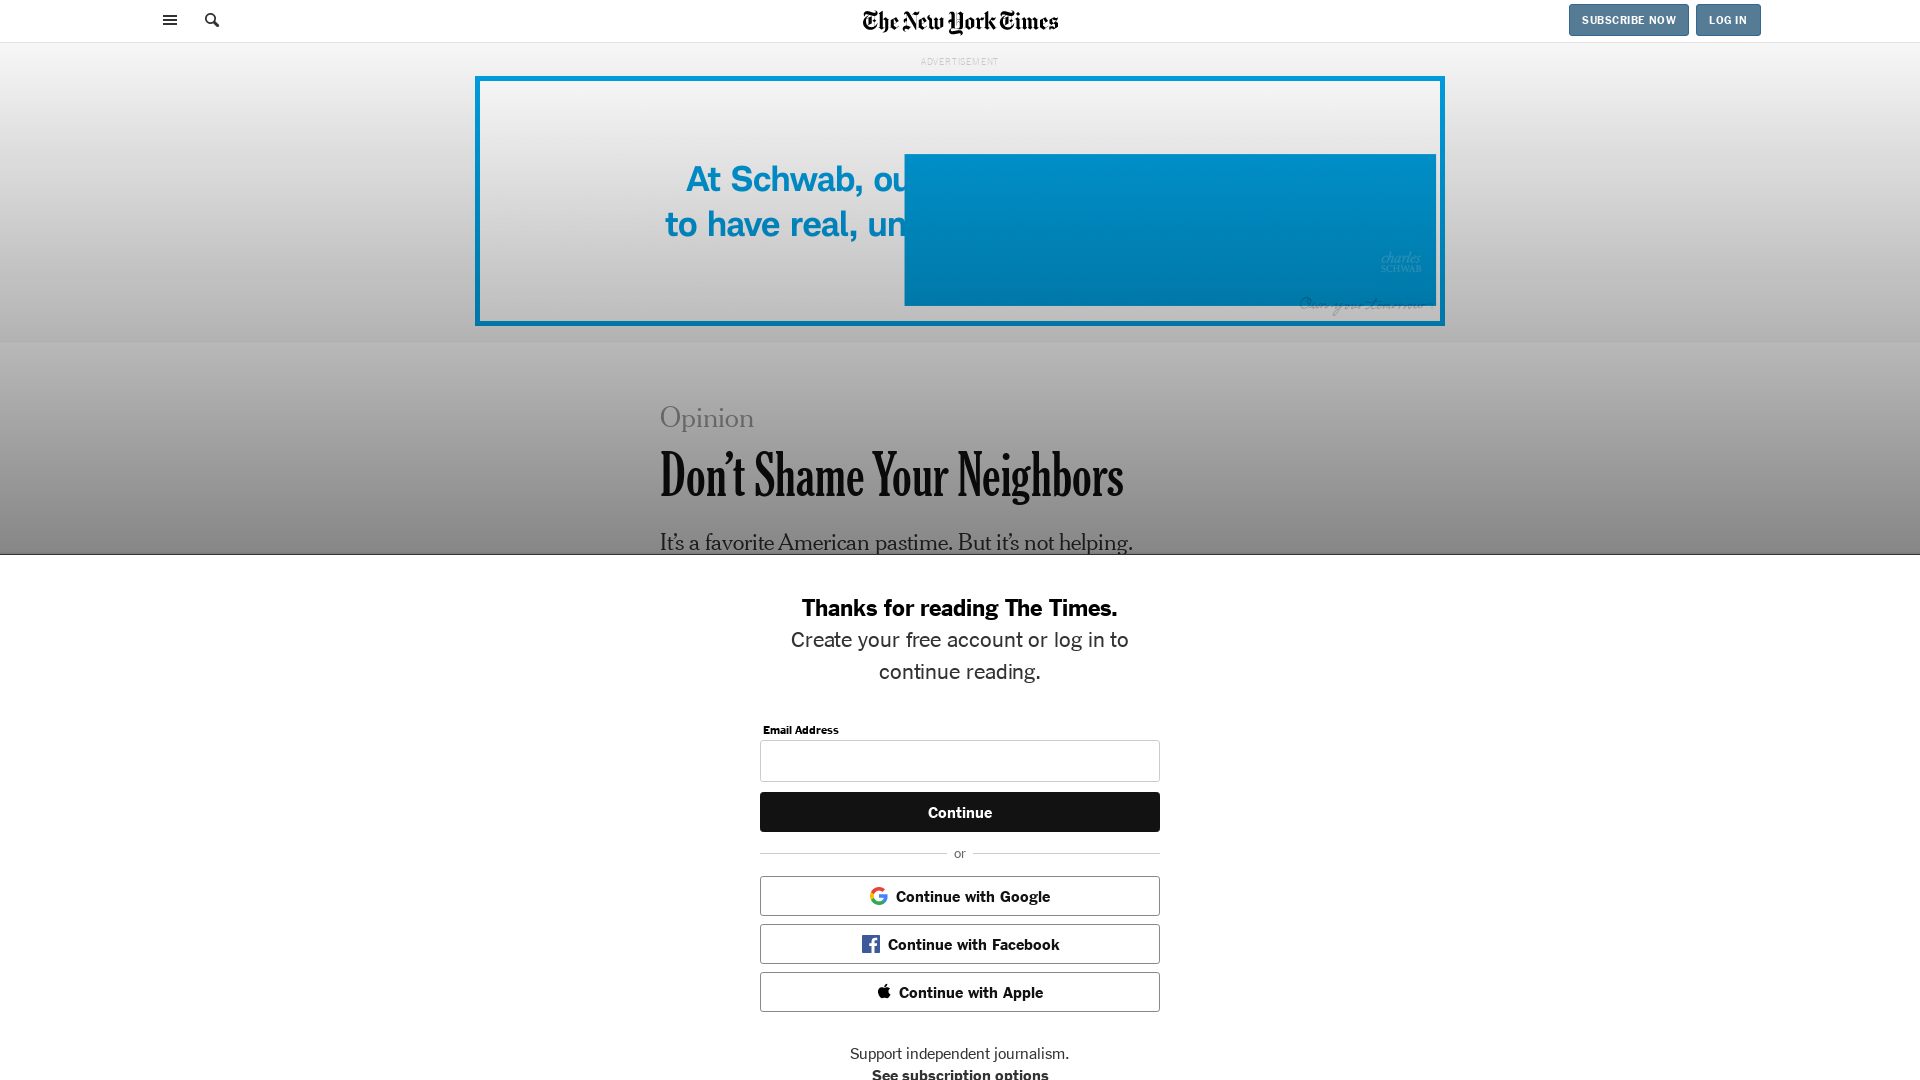 The New York Times
SUBSCRIBE NOW
LOG IN
ADVERTISEMENT
At Schwab, ou
to have real, un
charles
SCHWAB
Own your tomorrow
Opinion
Don’t Shame Your Neighbors
It’s a favorite American pastime. But it’s not helping.
Thanks for reading The Times.
Create your free account or log in to
continue reading.
Email Address
Continue
or
Continue with Google
Continue with Facebook
Continue with Apple
Support independent journalism.
See subscription options